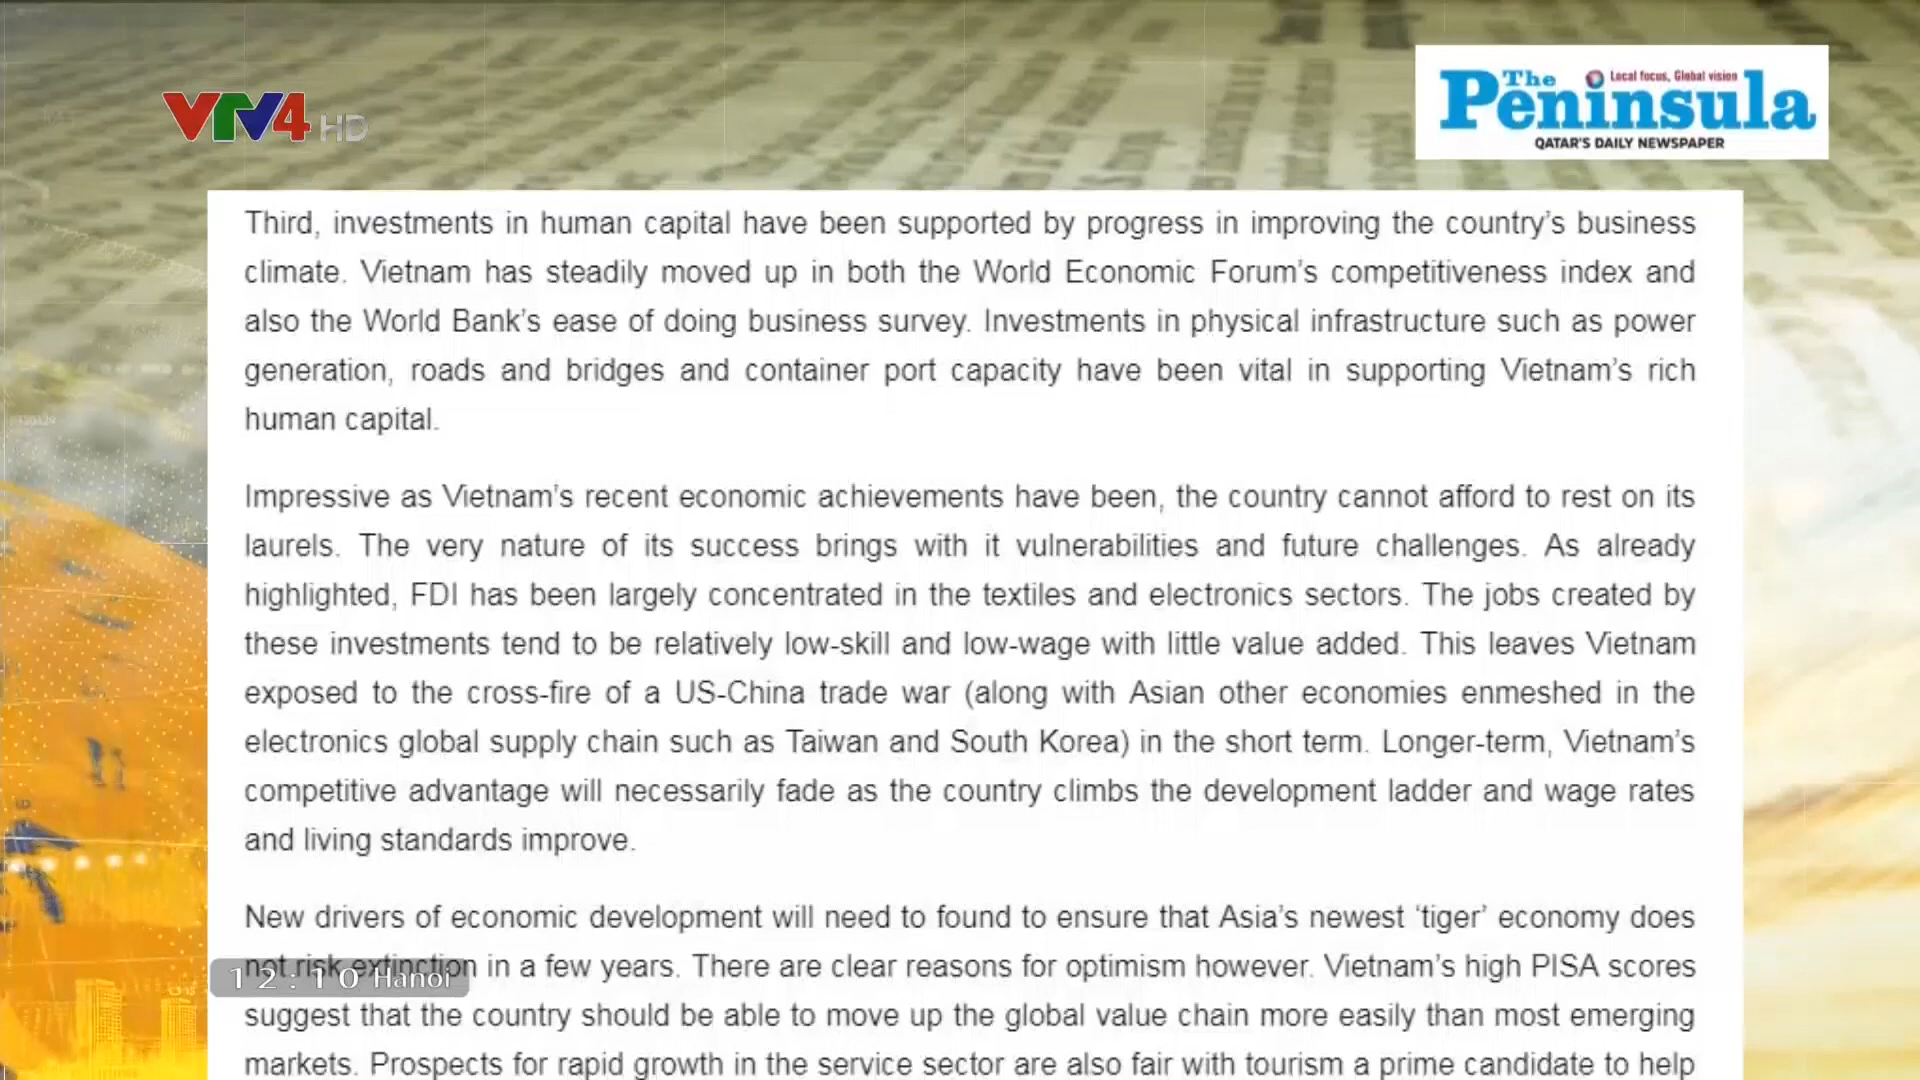 VTV4 HD
The Peninsula
Local focus, Global vision
QATAR'S DAILY NEWSPAPER
Third, investments in human capital have been supported by progress in improving the country's business
climate. Vietnam has steadily moved up in both the World Economic Forum's competitiveness index and
also the World Bank's ease of doing business survey. Investments in physical infrastructure such as power
generation, roads and bridges and container port capacity have been vital in supporting Vietnam's rich
human capital.
Impressive as Vietnam's recent economic achievements have been, the country cannot afford to rest on its
laurels. The very nature of its success brings with it vulnerabilities and future challenges. As already
highlighted, FDI has been largely concentrated in the textiles and electronics sectors. The jobs created by
these investments tend to be relatively low-skill and low-wage with little value added. This leaves Vietnam
exposed to the cross-fire of a US-China trade war (along with Asian other economies enmeshed in the
electronics global supply chain such as Taiwan and South Korea) in the short term. Longer-term, Vietnam's
competitive advantage will necessarily fade as the country climbs the development ladder and wage rates
and living standards improve.
New drivers of economic development will need to found to ensure that Asia's newest 'tiger' economy does
not risk extinction in a few years. There are clear reasons for optimism however. Vietnam's high PISA scores
12:10 Hanoi
suggest that the country should be able to move up the global value chain more easily than most emerging
markets. Prospects for rapid growth in the service sector are also fair with tourism a prime candidate to help